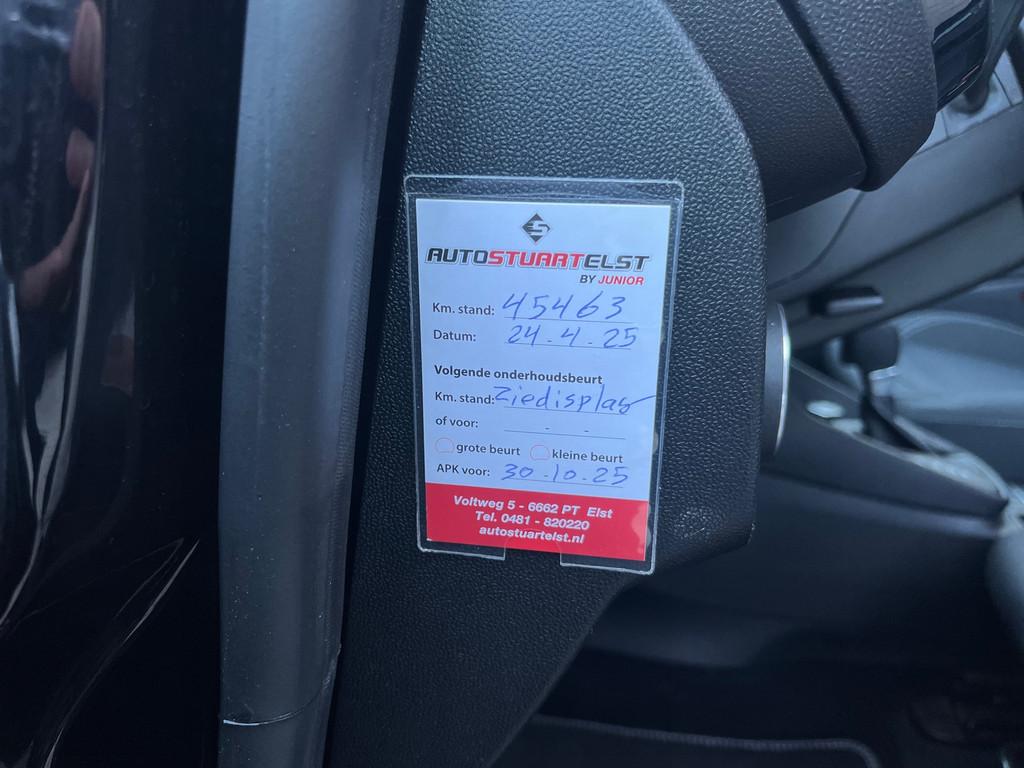 AUTOSTUARTELST
BY JUNIOR
Km. stand: 45463
Datum: 24-4-25
Volgende onderhoudsbeurt
Km. stand: Ziedisplay
of voor: - -
grote beurt kleine beurt
APK voor: 30-10-25
Voltweg 5 - 6662 PT Elst
Tel. 0481 - 820220
autostuartelst.nl